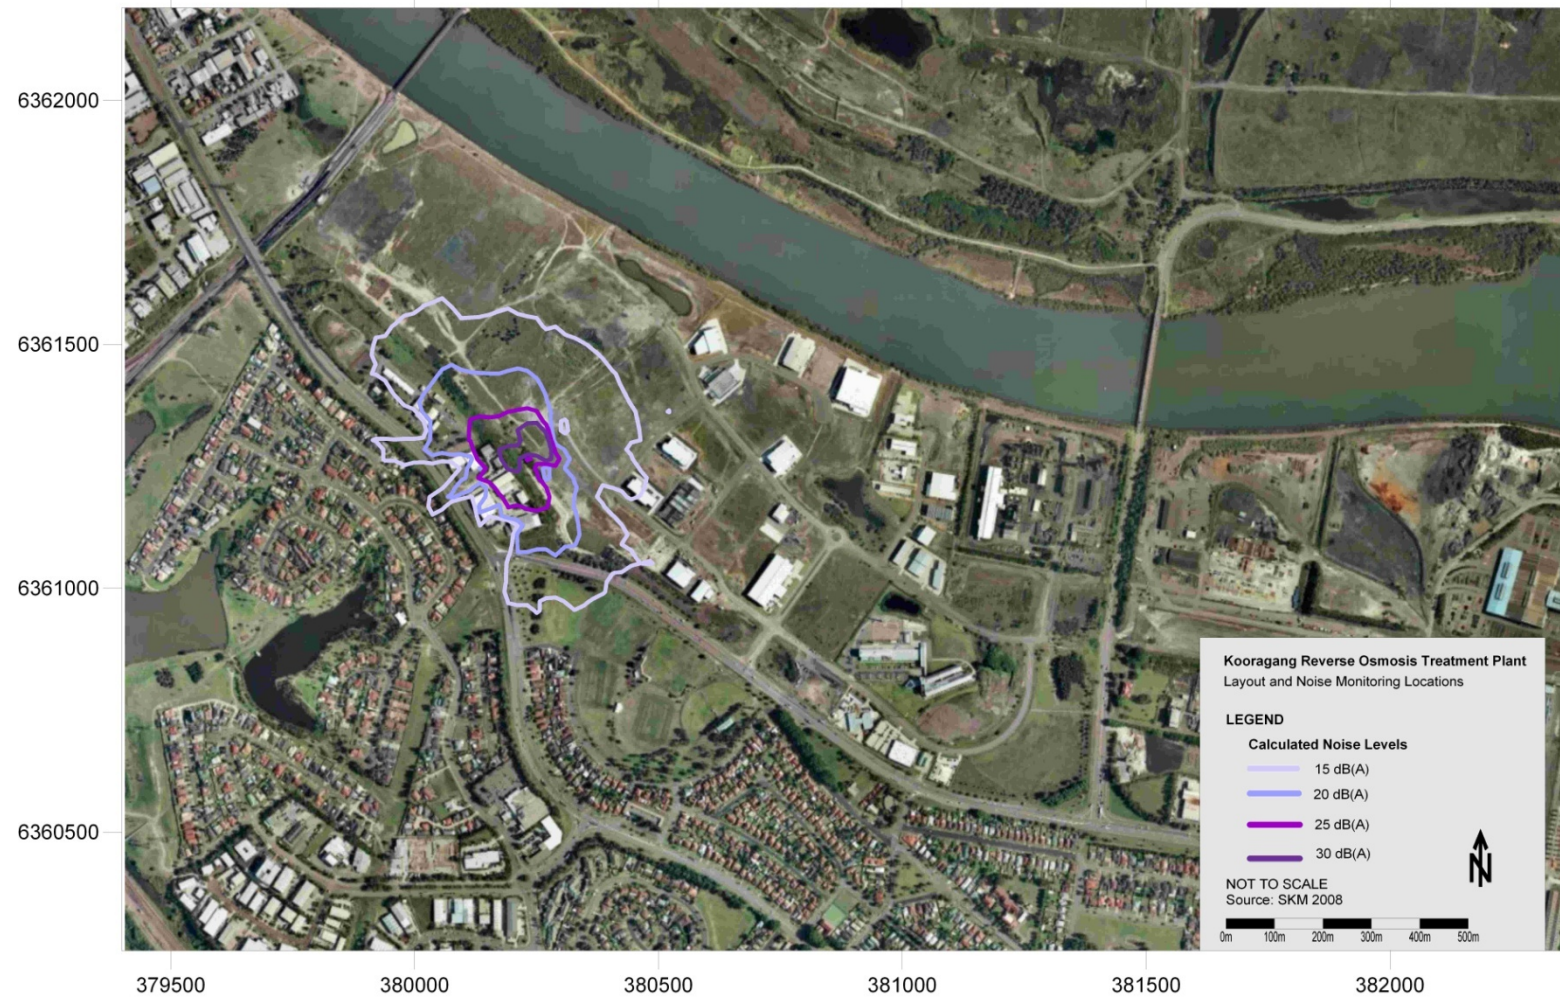 6362000
6361500
6361000
6360500
379500
380000
380500
381000
381500
382000
Kooragang Reverse Osmosis Treatment Plant
Layout and Noise Monitoring Locations
LEGEND
Calculated Noise Levels
15 dB(A)
20 dB(A)
25 dB(A)
30 dB(A)
N
NOT TO SCALE
Source: SKM 2008
0m 100m 200m 300m 400m 500m